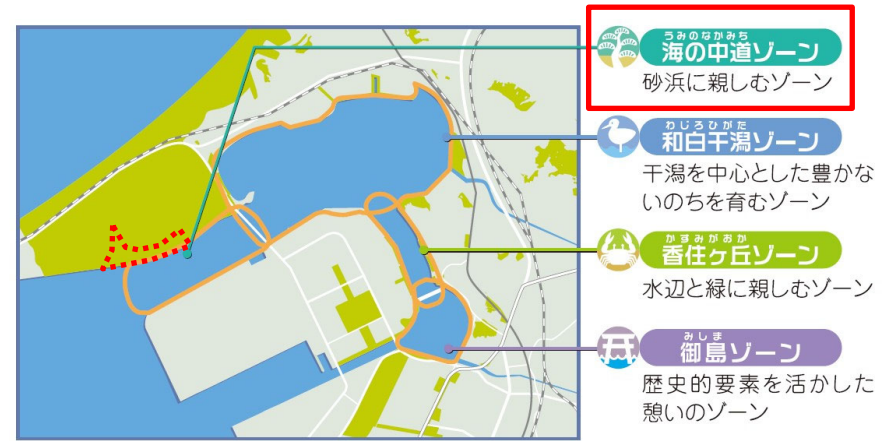 うみのなかみち
海の中道ゾーン
砂浜に親しむゾーン
わじろひがた
和白干潟ゾーン
干潟を中心とした豊かな
いのちを育むゾーン
かすみがおか
香住ヶ丘ゾーン
水辺と緑に親しむゾーン
みしま
御島ゾーン
歴史的要素を活かした
憩いのゾーン